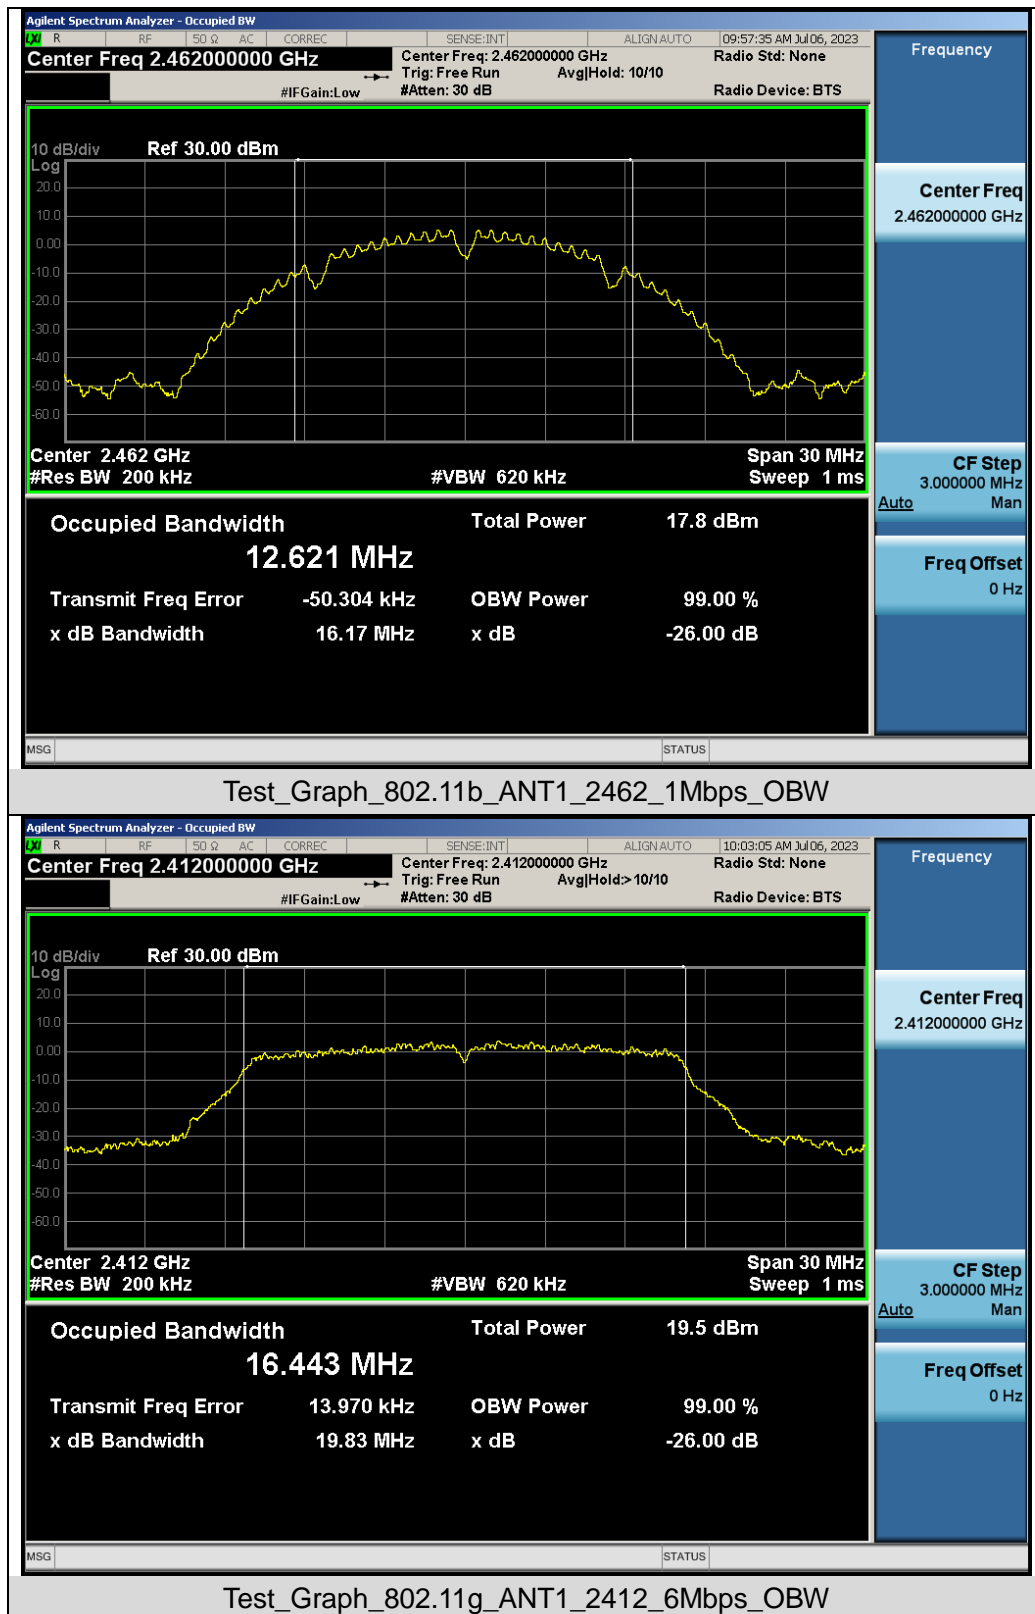 Agilent Spectrum Analyzer - Occupied BW
LXI R RF 50 Ω AC CORREC SENSE:INT ALIGN AUTO 09:57:35 AM Jul 06, 2023
Center Freq 2.462000000 GHz Center Freq: 2.462000000 GHz Radio Std: None
Trig: Free Run Avg|Hold: 10/10
#IFGain:Low #Atten: 30 dB Radio Device: BTS
Frequency
10 dB/div Ref 30.00 dBm
Log
20.0
10.0
0.00
-10.0
-20.0
-30.0
-40.0
-50.0
-60.0
Center 2.462 GHz Span 30 MHz
#Res BW 200 kHz #VBW 620 kHz Sweep 1 ms
Center Freq
2.462000000 GHz
CF Step
3.000000 MHz
Auto Man
Freq Offset
0 Hz
Occupied Bandwidth Total Power 17.8 dBm
12.621 MHz
Transmit Freq Error -50.304 kHz OBW Power 99.00 %
x dB Bandwidth 16.17 MHz x dB -26.00 dB
MSG STATUS
Test_Graph_802.11b_ANT1_2462_1Mbps_OBW
Agilent Spectrum Analyzer - Occupied BW
LXI R RF 50 Ω AC CORREC SENSE:INT ALIGN AUTO 10:03:05 AM Jul 06, 2023
Center Freq 2.412000000 GHz Center Freq: 2.412000000 GHz Radio Std: None
Trig: Free Run Avg|Hold:>10/10
#IFGain:Low #Atten: 30 dB Radio Device: BTS
Frequency
10 dB/div Ref 30.00 dBm
Log
20.0
10.0
0.00
-10.0
-20.0
-30.0
-40.0
-50.0
-60.0
Center 2.412 GHz Span 30 MHz
#Res BW 200 kHz #VBW 620 kHz Sweep 1 ms
Center Freq
2.412000000 GHz
CF Step
3.000000 MHz
Auto Man
Freq Offset
0 Hz
Occupied Bandwidth Total Power 19.5 dBm
16.443 MHz
Transmit Freq Error 13.970 kHz OBW Power 99.00 %
x dB Bandwidth 19.83 MHz x dB -26.00 dB
MSG STATUS
Test_Graph_802.11g_ANT1_2412_6Mbps_OBW